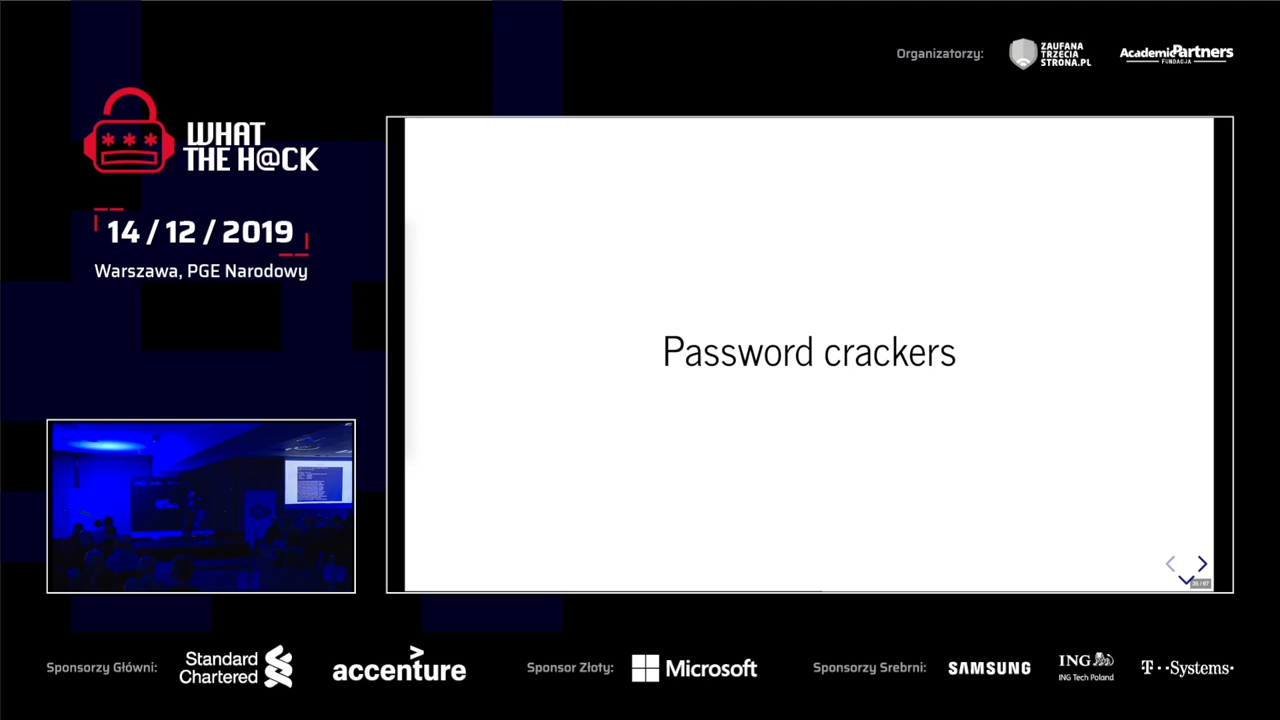 Organizatorzy:
ZAUFANA
TRZECIA
STRONA.PL
AcademicPartners
FUNDACJA
WHAT
THE H@CK
14 / 12 / 2019
Warszawa, PGE Narodowy
Password crackers
Sponsorzy Główni:
Standard
Chartered
accenture
Sponsor Złoty:
Microsoft
Sponsorzy Srebrni:
SAMSUNG
ING
ING Tech Poland
T··Systems·